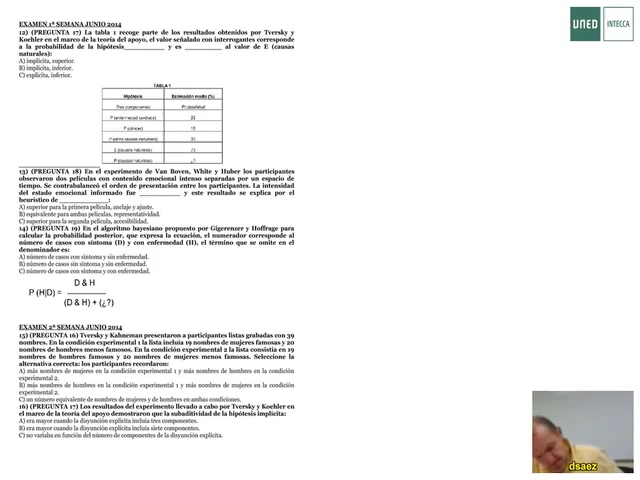 EXAMEN 1ª SEMANA JUNIO 2014
12) (PREGUNTA 17) La tabla 1 recoge parte de los resultados obtenidos por Tversky y
Koehler en el marco de la teoría del apoyo, el valor señalado con interrogantes corresponde
a la probabilidad de la hipótesis__________ y es _________ al valor de E (causas
naturales):
A) implícita, superior.
B) implícita, inferior.
C) explícita, inferior.
TABLA 1
Hipótesis Estimación media (%)
Tres componentes Probabilidad
P (enfermedad cardíaca) 22
P (cáncer)
P (otras causas naturales)
Σ (causas naturales)
P (causas naturales) ¿?
13) (PREGUNTA 18) En el experimento de Van Boven, White y Huber los participantes
observaron dos películas con contenido emocional intenso separadas por un espacio de
tiempo. Se contrabalanceó el orden de presentación entre los participantes. La intensidad
del estado emocional informado fue __________ y este resultado se explica por el
heurístico de ____________:
A) superior para la primera película, anclaje y ajuste.
B) equivalente para ambas películas, representatividad.
C) superior para la segunda película, accesibilidad.
14) (PREGUNTA 19) En el algoritmo bayesiano propuesto por Gigerenzer y Hoffrage para
calcular la probabilidad posterior, que expresa la ecuación, el numerador corresponde al
número de casos con síntoma (D) y con enfermedad (H), el término que se omite en el
denominador es:
A) número de casos con síntoma y sin enfermedad.
B) número de casos sin síntoma y sin enfermedad.
C) número de casos con síntoma y con enfermedad.
D & H
P (H|D) =
(D & H) + (¿?)
EXAMEN 2ª SEMANA JUNIO 2014
15) (PREGUNTA 16) Tversky y Kahneman presentaron a participantes listas grabadas con 39
nombres. En la condición experimental 1 la lista incluía 19 nombres de mujeres famosas y 20
nombres de hombres menos famosos. En la condición experimental 2 la lista consistía en 19
nombres de hombres famosos y 20 nombres de mujeres menos famosas. Seleccione la
alternativa correcta: los participantes recordaron:
A) más nombres de mujeres en la condición experimental 1 y más nombres de hombres en la condición
experimental 2.
B) más nombres de hombres en la condición experimental 1 y más nombres de mujeres en la condición
experimental 2.
C) un número equivalente de nombres de mujeres y de hombres en ambas condiciones.
16) (PREGUNTA 17) Los resultados del experimento llevado a cabo por Tversky y Koehler en
el marco de la teoría del apoyo demostraron que la subaditividad de la hipótesis implícita:
A) era mayor cuando la disyunción explícita incluía tres componentes.
B) era mayor cuando la disyunción explícita incluía siete componentes.
C) no variaba en función del número de componentes de la disyunción explícita.
UNED
INTECCA
dsaez